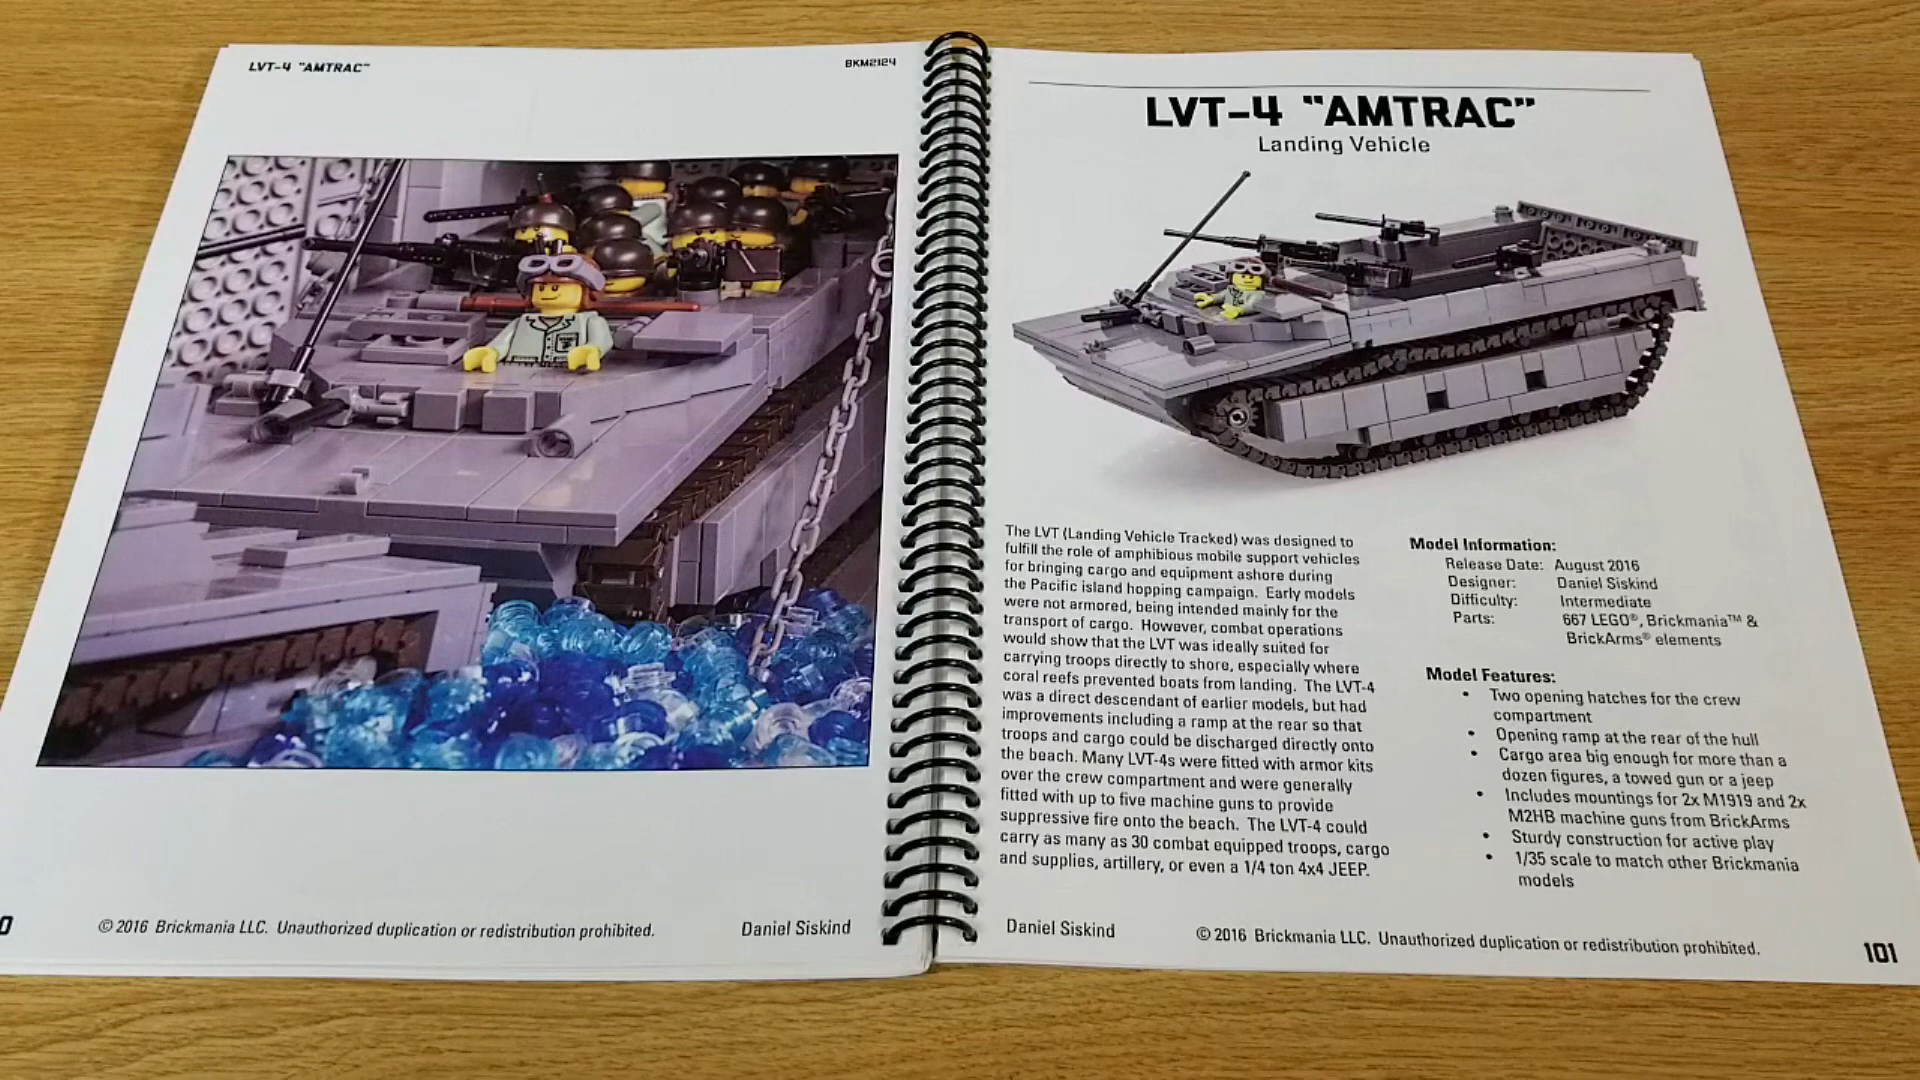 LVT-4 "AMTRAC"
BKM2124
© 2016 Brickmania LLC. Unauthorized duplication or redistribution prohibited.
Daniel Siskind
LVT-4 "AMTRAC"
Landing Vehicle
The LVT (Landing Vehicle Tracked) was designed to
fulfill the role of amphibious mobile support vehicles
for bringing cargo and equipment ashore during
the Pacific island hopping campaign. Early models
were not armored, being intended mainly for the
transport of cargo. However, combat operations
would show that the LVT was ideally suited for
carrying troops directly to shore, especially where
coral reefs prevented boats from landing. The LVT-4
was a direct descendant of earlier models, but had
improvements including a ramp at the rear so that
troops and cargo could be discharged directly onto
the beach. Many LVT-4s were fitted with armor kits
over the crew compartment and were generally
fitted with up to five machine guns to provide
suppressive fire onto the beach. The LVT-4 could
carry as many as 30 combat equipped troops, cargo
and supplies, artillery, or even a 1/4 ton 4x4 JEEP.
Model Information:
Release Date: August 2016
Designer: Daniel Siskind
Difficulty: Intermediate
Parts: 667 LEGO®, Brickmania™ &
BrickArms® elements
Model Features:
• Two opening hatches for the crew
compartment
• Opening ramp at the rear of the hull
• Cargo area big enough for more than a
dozen figures, a towed gun or a jeep
• Includes mountings for 2x M1919 and 2x
M2HB machine guns from BrickArms
• Sturdy construction for active play
• 1/35 scale to match other Brickmania
models
Daniel Siskind
© 2016 Brickmania LLC. Unauthorized duplication or redistribution prohibited.
101